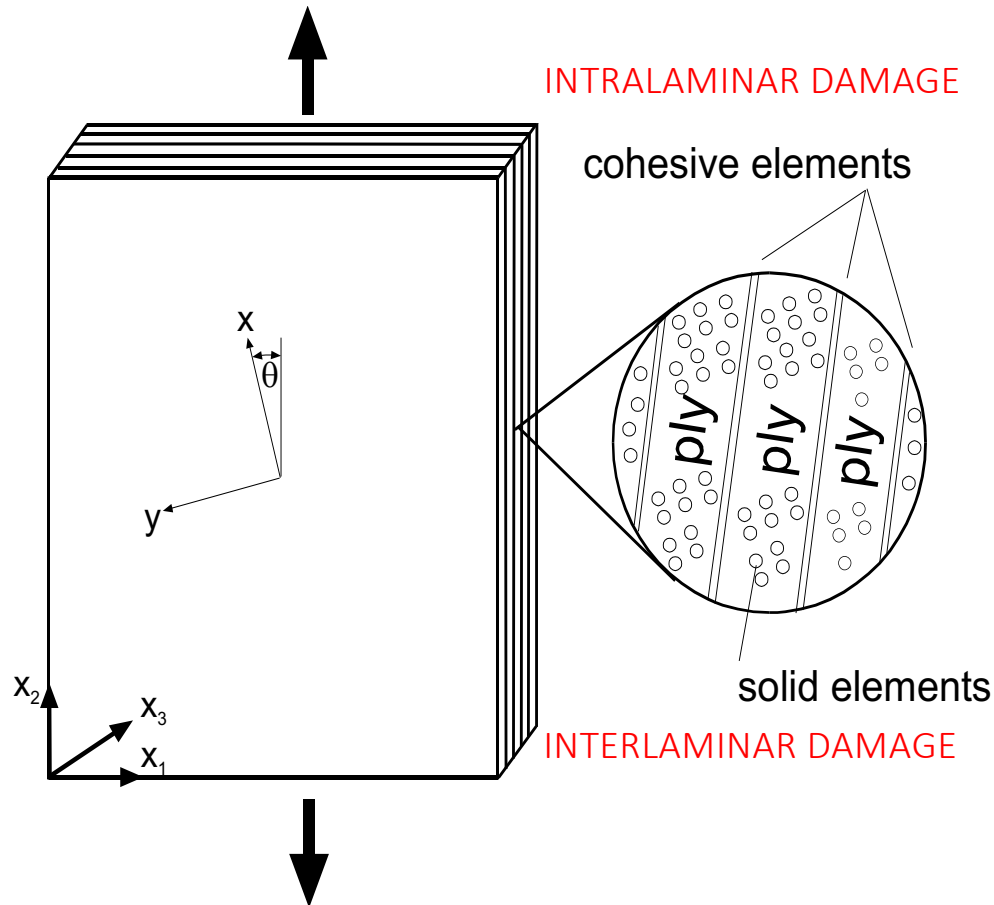 INTRALAMINAR DAMAGE
cohesive elements
x
θ
y
ply
ply
ply
solid elements
x2
x3
x1
INTERLAMINAR DAMAGE